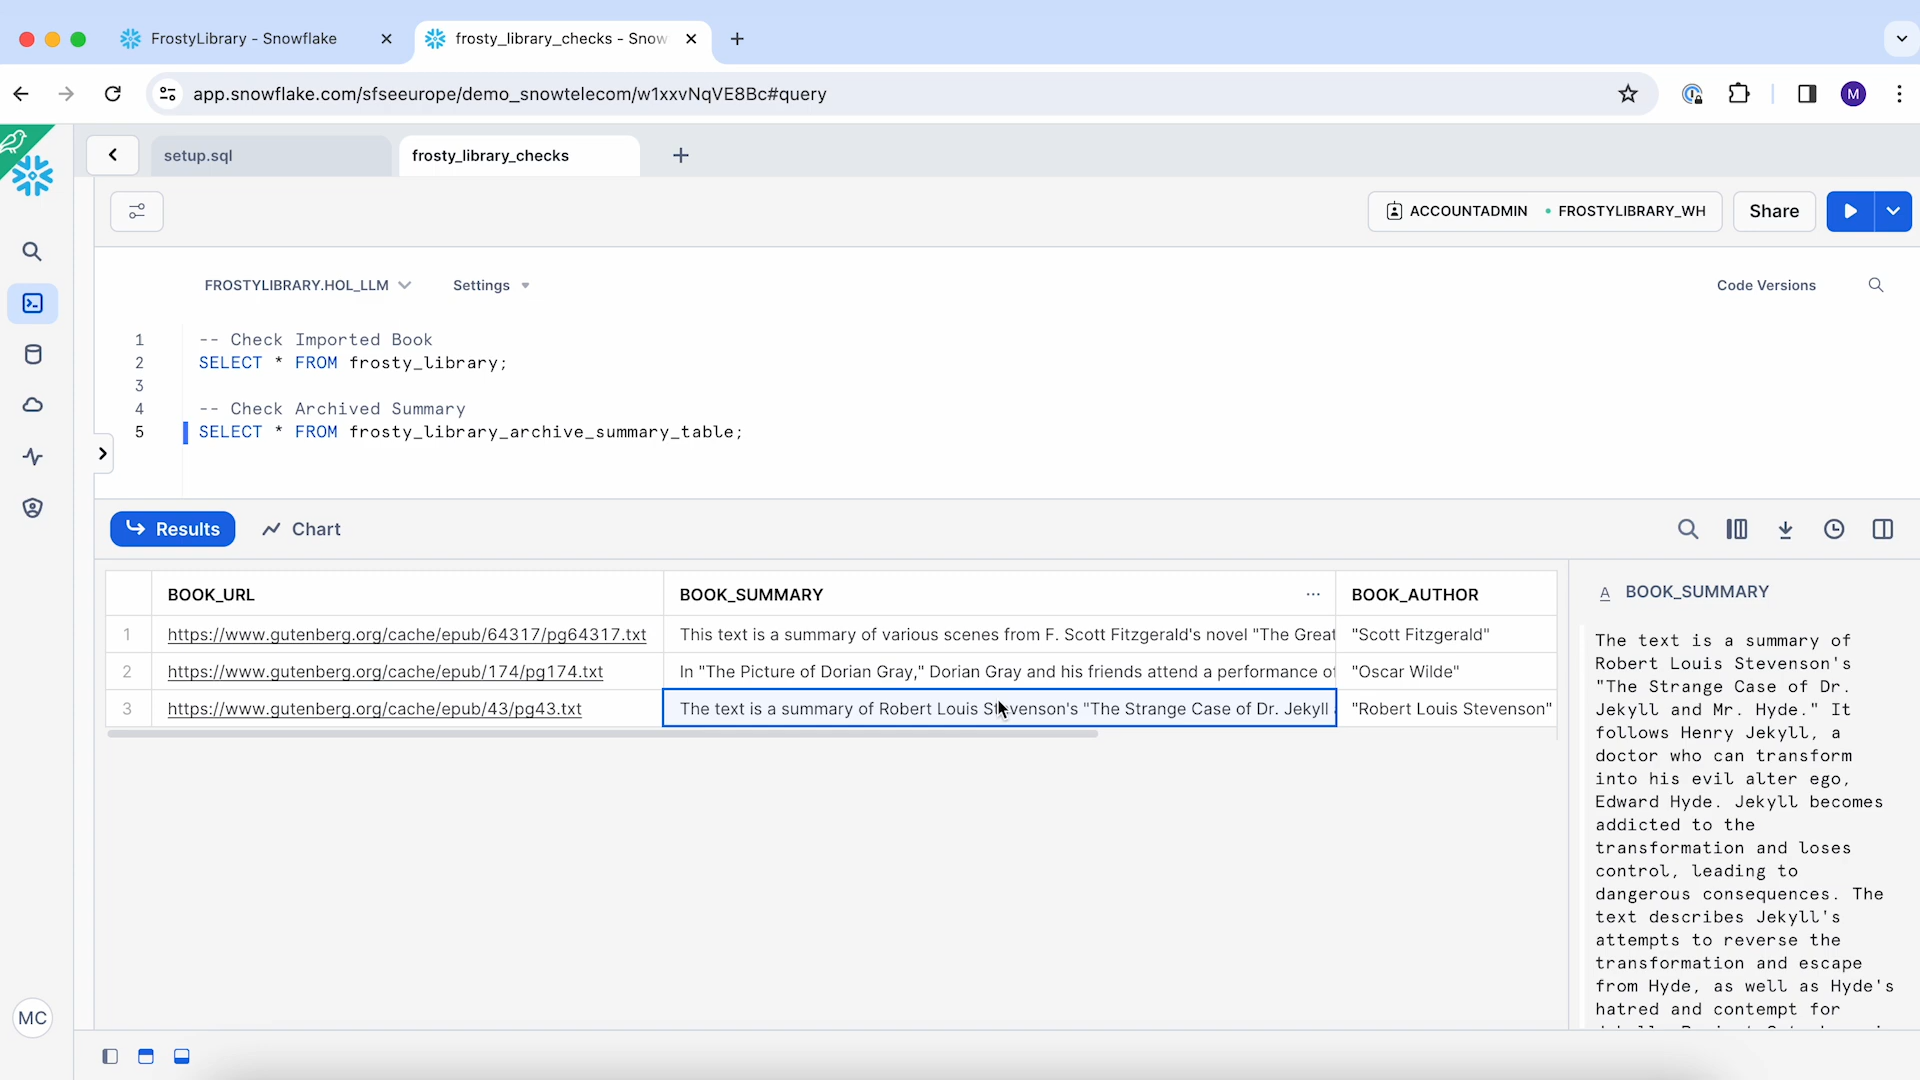 FrostyLibrary - Snowflake
frosty_library_checks - Snow
app.snowflake.com/sfseeurope/demo_snowtelecom/w1xxvNqVE8Bc#query
M
setup.sql
frosty_library_checks
ACCOUNTADMIN
FROSTYLIBRARY_WH
Share
FROSTYLIBRARY.HOL_LLM
Settings
Code Versions
1 -- Check Imported Book
2 SELECT * FROM frosty_library;
3
4 -- Check Archived Summary
5 SELECT * FROM frosty_library_archive_summary_table;
Results
Chart
BOOK_URL BOOK_SUMMARY ... BOOK_AUTHOR
1 https://www.gutenberg.org/cache/epub/64317/pg64317.txt This text is a summary of various scenes from F. Scott Fitzgerald's novel "The Great "Scott Fitzgerald"
2 https://www.gutenberg.org/cache/epub/174/pg174.txt In "The Picture of Dorian Gray," Dorian Gray and his friends attend a performance of "Oscar Wilde"
3 https://www.gutenberg.org/cache/epub/43/pg43.txt The text is a summary of Robert Louis Stevenson's "The Strange Case of Dr. Jekyll "Robert Louis Stevenson"
A BOOK_SUMMARY
The text is a summary of
Robert Louis Stevenson's
"The Strange Case of Dr.
Jekyll and Mr. Hyde." It
follows Henry Jekyll, a
doctor who can transform
into his evil alter ego,
Edward Hyde. Jekyll becomes
addicted to the
transformation and loses
control, leading to
dangerous consequences. The
text describes Jekyll's
attempts to reverse the
transformation and escape
from Hyde, as well as Hyde's
hatred and contempt for
MC